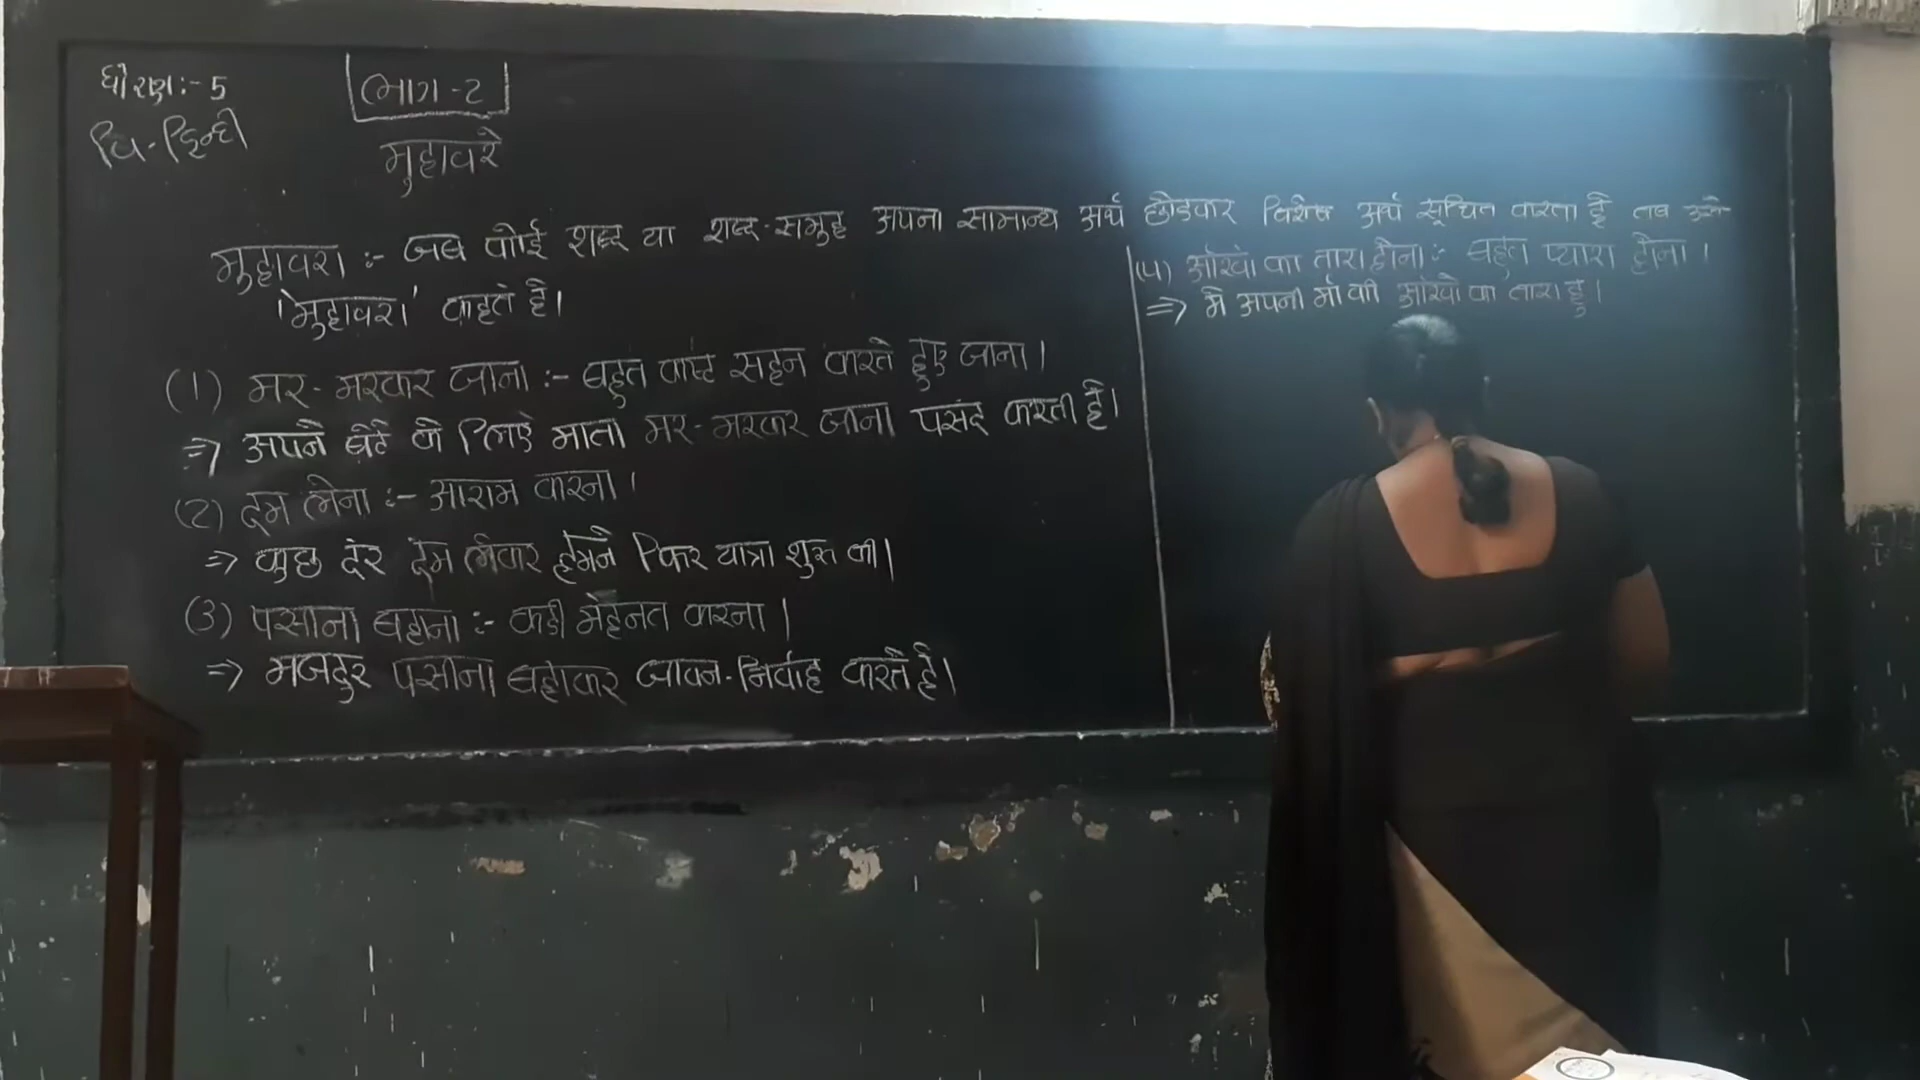 धोरण:- 5
वि- हिन्दी
भाग - 2
मुहावरे
मुहावरा :- जब कोई शब्द या शब्द-समुह अपना सामान्य अर्थ छोडकर विशेष अर्थ सूचित करता है तब उसे
'मुहावरा' कहते है।
(1) मर-मरकर जीना :- बहुत कष्ट सहन करते हुए जीना।
⇒ अपने बेटे के लिए माता मर-मरकर जीना पसंद करती है।
(2) दम लेना :- आराम करना।
⇒ कुछ देर दम लेकर हमने फिर यात्रा शुरू की।
(3) पसीना बहाना :- कडी मेहनत करना।
⇒ मजदुर पसीना बहाकर जीवन-निर्वाह करते है।
(4) आँखो का तारा होना :- बहुत प्यारा होना।
⇒ मे अपनी माँ की आँखो का तारा हु।